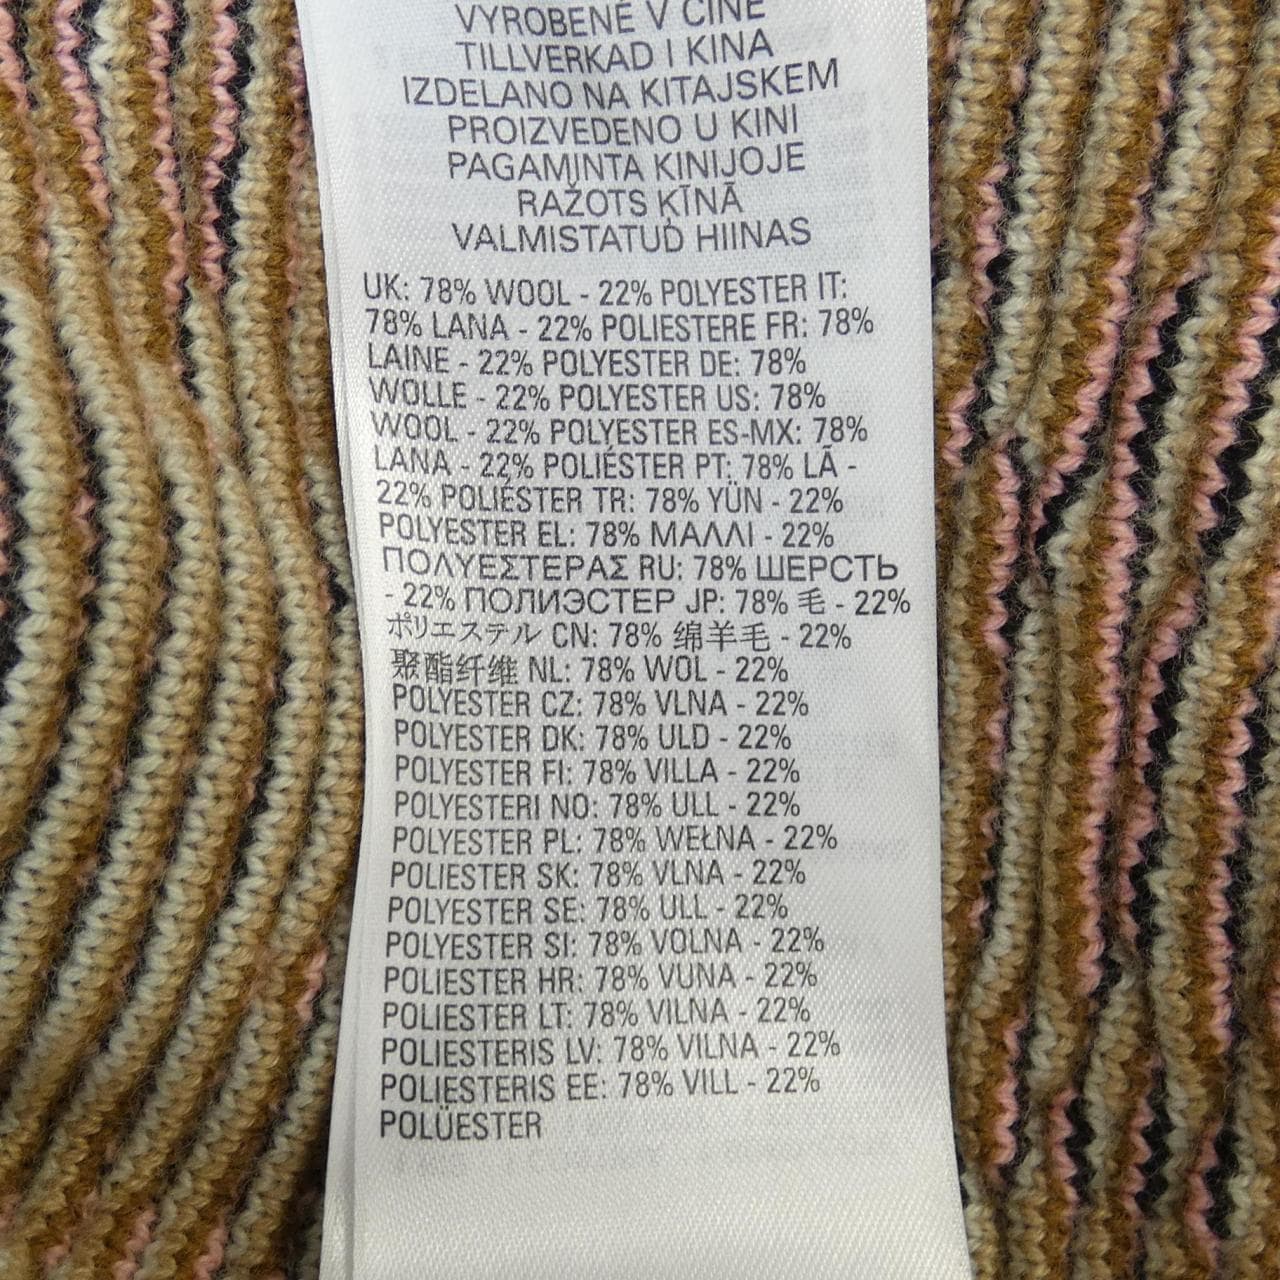 VYROBENÉ V ČÍNE
TILLVERKAD I KINA
IZDELANO NA KITAJSKEM
PROIZVEDENO U KINI
PAGAMINTA KINIJOJE
RAŽOTS ĶĪNĀ
VALMISTATUD HIINAS
UK: 78% WOOL - 22% POLYESTER IT:
78% LANA - 22% POLIESTERE FR: 78%
LAINE - 22% POLYESTER DE: 78%
WOLLE - 22% POLYESTER US: 78%
WOOL - 22% POLYESTER ES-MX: 78%
LANA - 22% POLIÉSTER PT: 78% LÃ -
22% POLIÉSTER TR: 78% YÜN - 22%
POLYESTER EL: 78% ΜΑΛΛΙ - 22%
ΠΟΛΥΕΣΤΕΡΑΣ RU: 78% ШЕРСТЬ
- 22% ПОЛИЭСТЕР JP: 78% 毛 - 22%
ポリエステル CN: 78% 绵羊毛 - 22%
聚酯纤维 NL: 78% WOL - 22%
POLYESTER CZ: 78% VLNA - 22%
POLYESTER DK: 78% ULD - 22%
POLYESTER FI: 78% VILLA - 22%
POLYESTERI NO: 78% ULL - 22%
POLYESTER PL: 78% WEŁNA - 22%
POLIESTER SK: 78% VLNA - 22%
POLYESTER SE: 78% ULL - 22%
POLYESTER SI: 78% VOLNA - 22%
POLIESTER HR: 78% VUNA - 22%
POLIESTER LT: 78% VILNA - 22%
POLIESTERIS LV: 78% VILNA - 22%
POLIESTERIS EE: 78% VILL - 22%
POLÜESTER